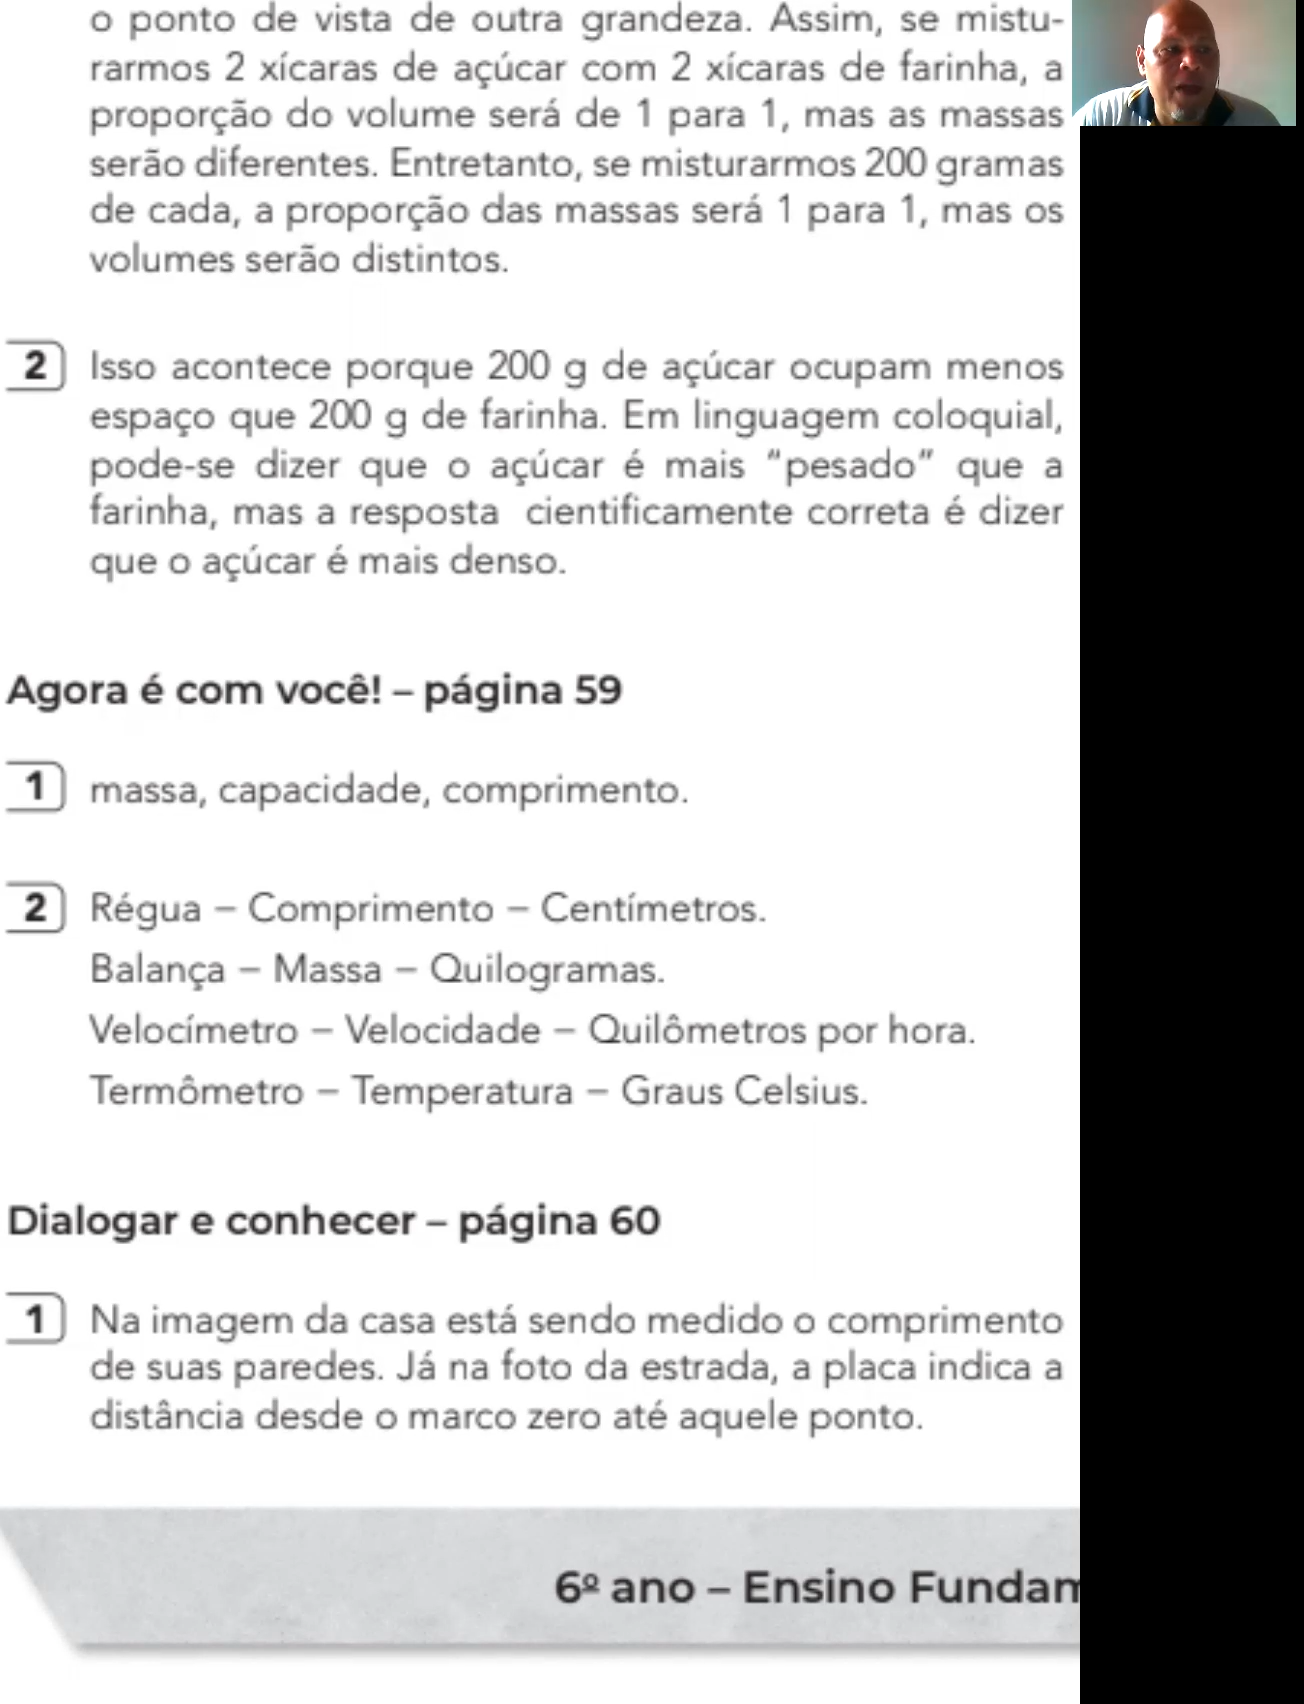 o ponto de vista de outra grandeza. Assim, se mistu-
rarmos 2 xícaras de açúcar com 2 xícaras de farinha, a
proporção do volume será de 1 para 1, mas as massas
serão diferentes. Entretanto, se misturarmos 200 gramas
de cada, a proporção das massas será 1 para 1, mas os
volumes serão distintos.
2 Isso acontece porque 200 g de açúcar ocupam menos
espaço que 200 g de farinha. Em linguagem coloquial,
pode-se dizer que o açúcar é mais “pesado” que a
farinha, mas a resposta cientificamente correta é dizer
que o açúcar é mais denso.
Agora é com você! – página 59
1 massa, capacidade, comprimento.
2 Régua – Comprimento – Centímetros.
Balança – Massa – Quilogramas.
Velocímetro – Velocidade – Quilômetros por hora.
Termômetro – Temperatura – Graus Celsius.
Dialogar e conhecer – página 60
1 Na imagem da casa está sendo medido o comprimento
de suas paredes. Já na foto da estrada, a placa indica a
distância desde o marco zero até aquele ponto.
6º ano – Ensino Fundam